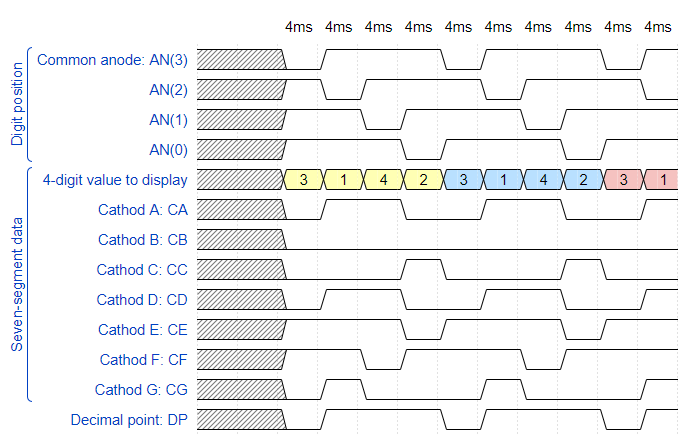 4ms 4ms 4ms 4ms 4ms 4ms 4ms 4ms 4ms 4ms
Digit position
Common anode: AN(3)
AN(2)
AN(1)
AN(0)
Seven-segment data
4-digit value to display 3 1 4 2 3 1 4 2 3 1
Cathod A: CA
Cathod B: CB
Cathod C: CC
Cathod D: CD
Cathod E: CE
Cathod F: CF
Cathod G: CG
Decimal point: DP